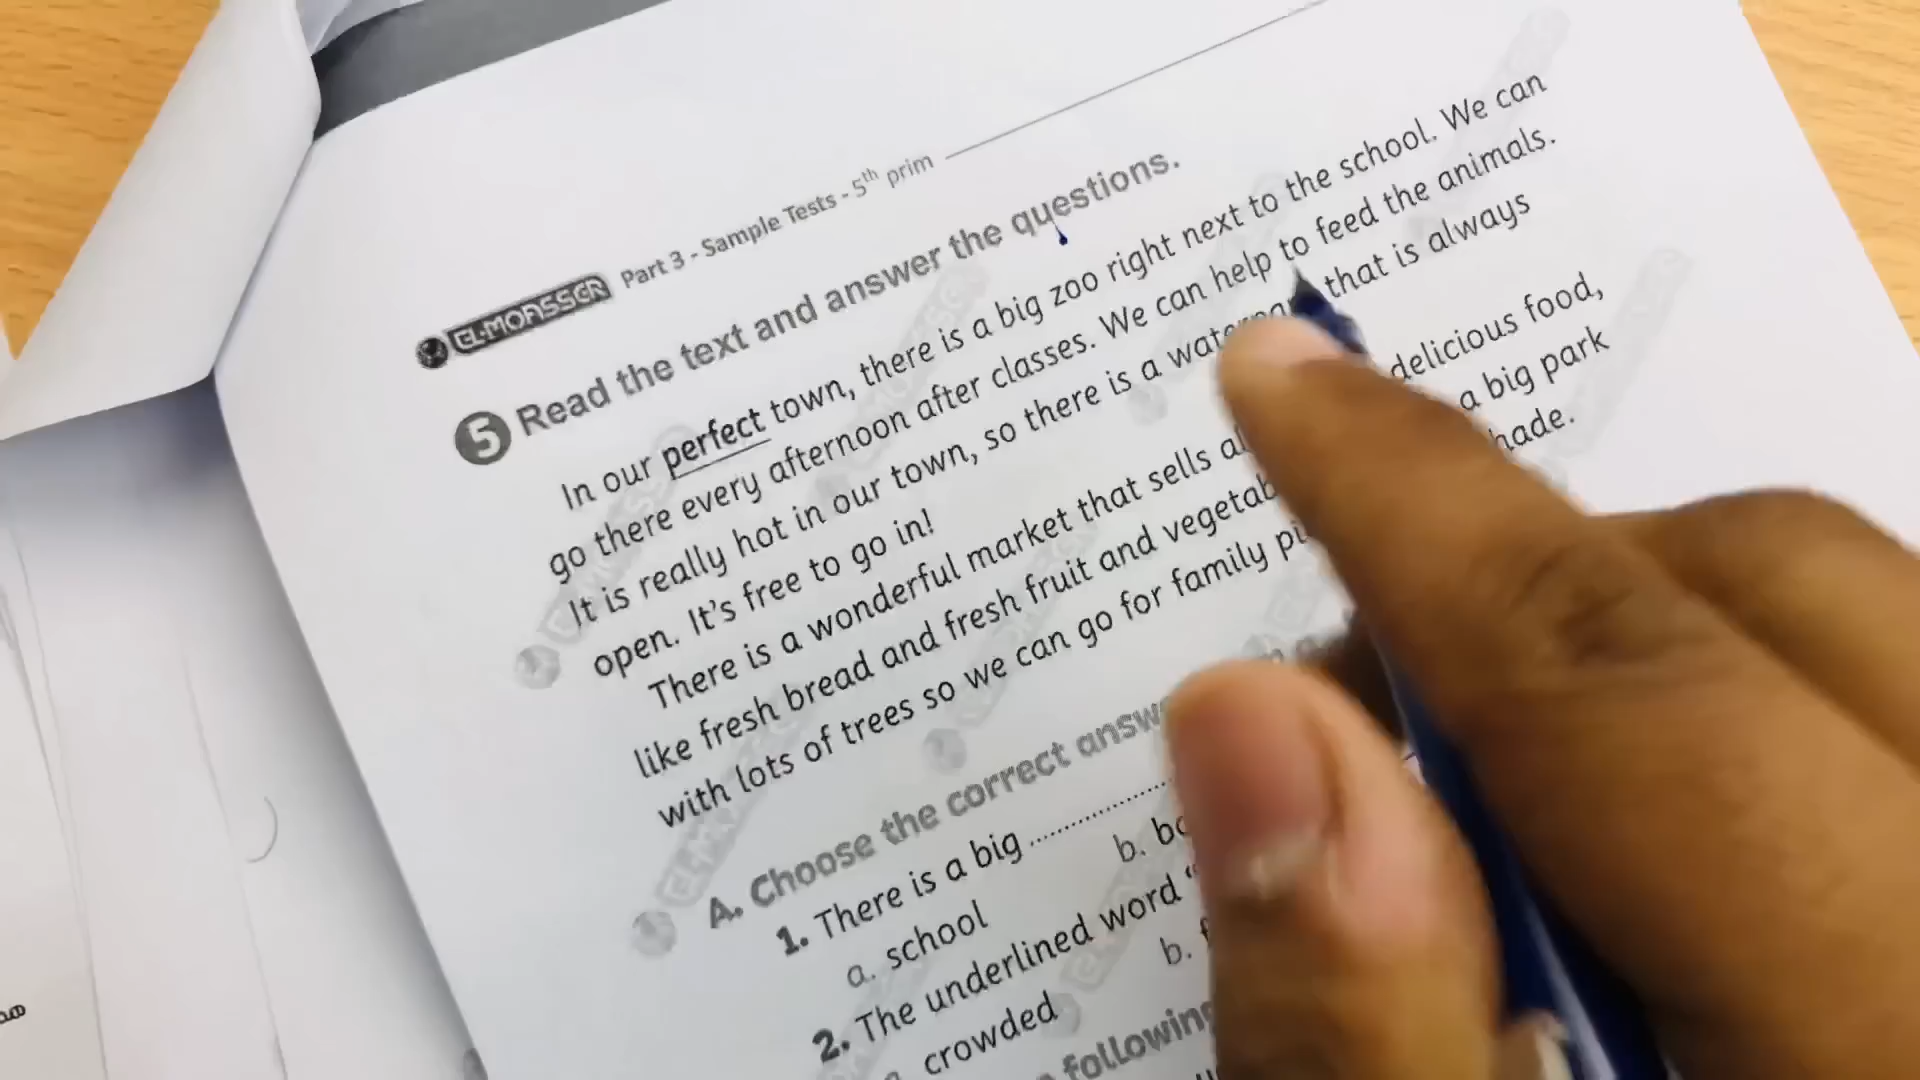 EL-MOASSER Part 3 - Sample Tests - 5th prim
5 Read the text and answer the questions.
In our perfect town, there is a big zoo right next to the school. We can
go there every afternoon after classes. We can help to feed the animals.
It is really hot in our town, so there is a that is always
open. It's free to go in!
There is a wonderful market that sells delicious food,
like fresh bread and fresh fruit and a big park
with lots of trees so we can go for family
A. Choose the correct
1. There is a big ....................
a. school b.
2. The underlined word "
crowded b.
following